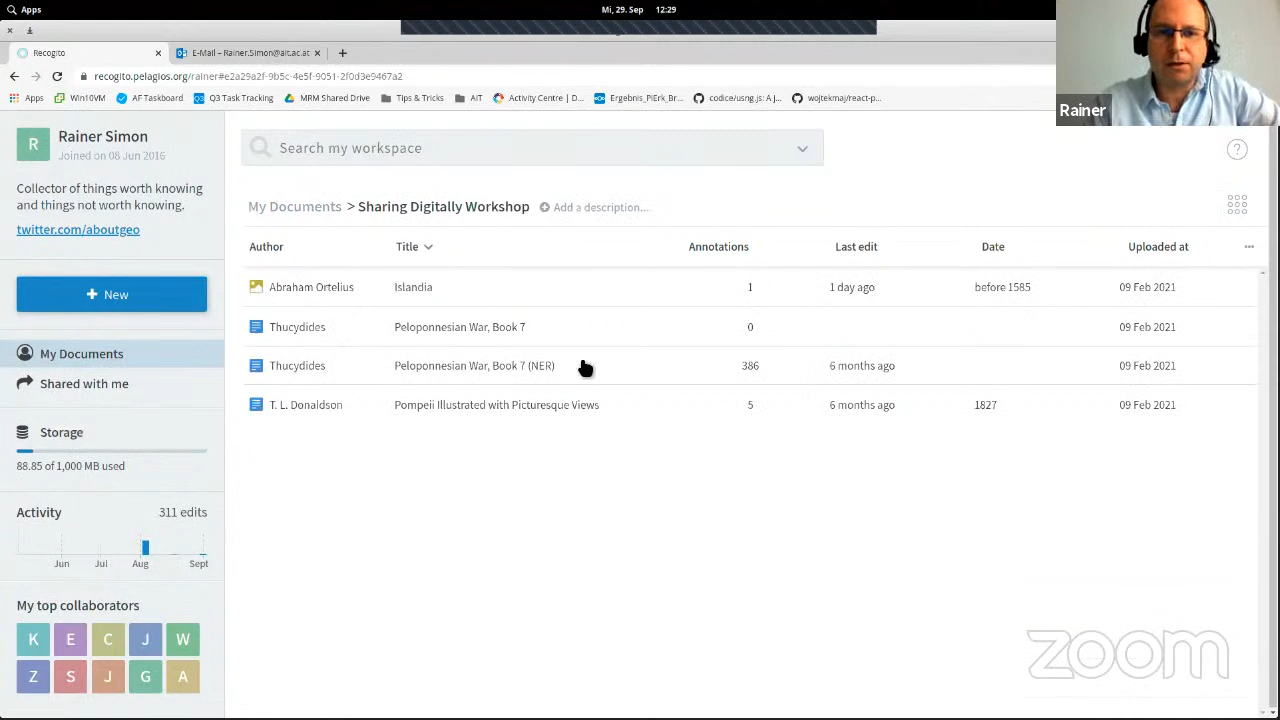 Apps
Mi, 29. Sep 12:29
Recogito
E-Mail – Rainer.Simon@ait.ac.at
recogito.pelagios.org/rainer#e2a29a2f-9b5c-4e5f-9051-2f0d3e9467a2
Apps
Win10VM
AF Taskboard
Q3 Task Tracking
MRM Shared Drive
Tips & Tricks
AIT
Activity Centre | D...
Ergebnis_PiErk_Br...
codice/usng.js: A j...
wojtekmaj/react-p...
Rainer
R
Rainer Simon
Joined on 08 Jun 2016
Collector of things worth knowing
and things not worth knowing.
twitter.com/aboutgeo
New
My Documents
Shared with me
Storage
88.85 of 1,000 MB used
Activity 311 edits
Jun Jul Aug Sept
My top collaborators
K E C J W
Z S J G A
Search my workspace
?
My Documents > Sharing Digitally Workshop Add a description...
Author Title Annotations Last edit Date Uploaded at
Abraham Ortelius Islandia 1 1 day ago before 1585 09 Feb 2021
Thucydides Peloponnesian War, Book 7 0 09 Feb 2021
Thucydides Peloponnesian War, Book 7 (NER) 386 6 months ago 09 Feb 2021
T. L. Donaldson Pompeii Illustrated with Picturesque Views 5 6 months ago 1827 09 Feb 2021
zoom